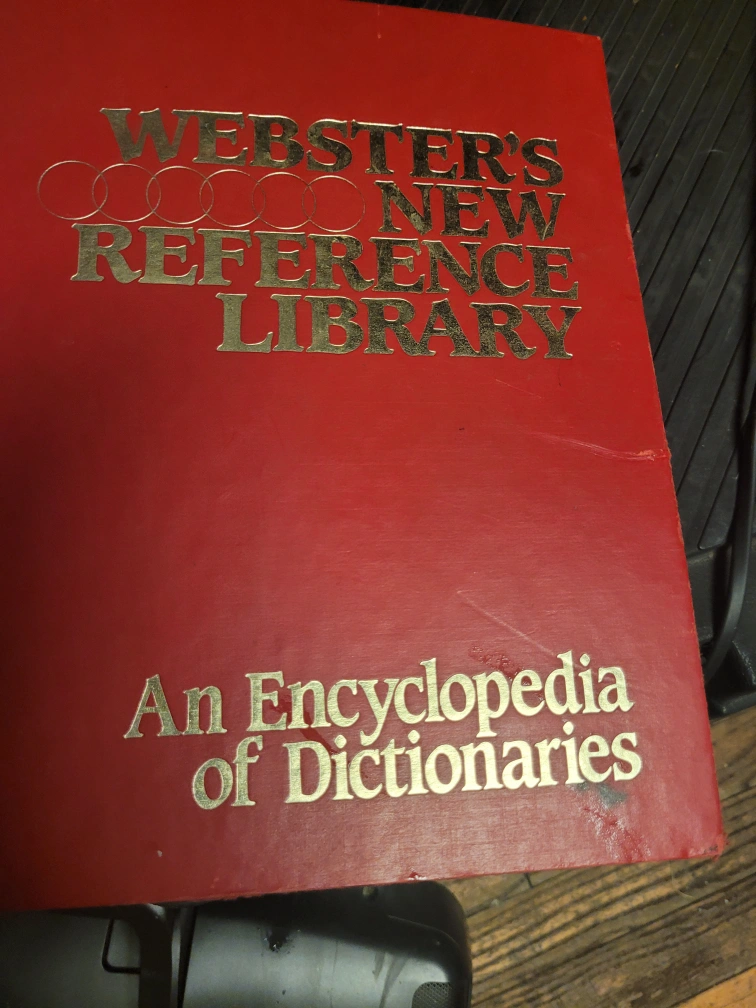 WEBSTER'S
NEW
REFERENCE
LIBRARY
An Encyclopedia
of Dictionaries